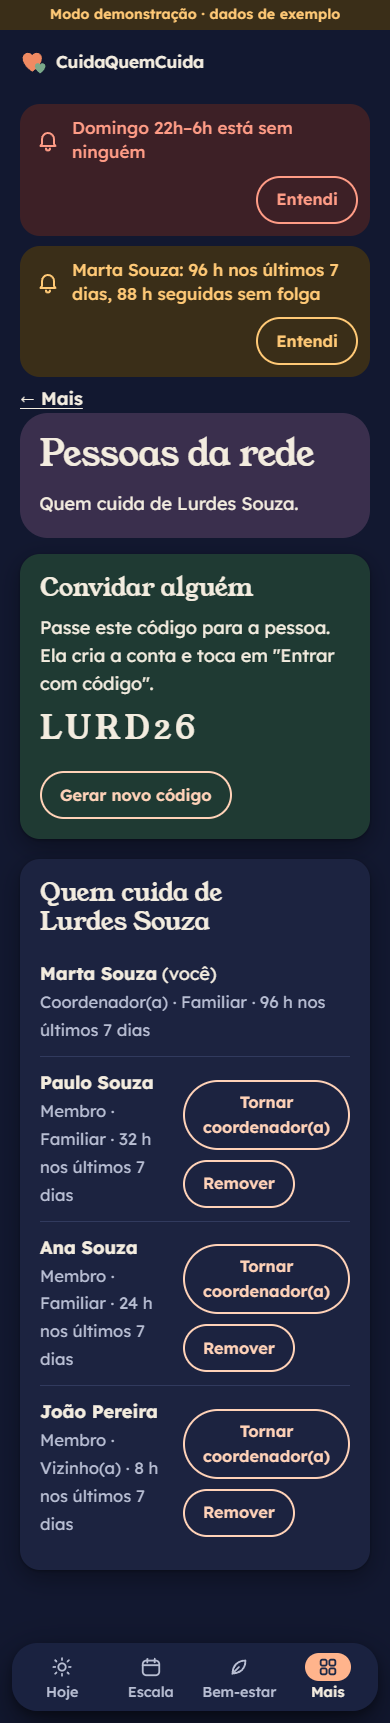 Modo demonstração · dados de exemplo
CuidaQuemCuida
Domingo 22h–6h está sem
ninguém
Entendi
Marta Souza: 96 h nos últimos 7
dias, 88 h seguidas sem folga
Entendi
← Mais
Pessoas da rede
Quem cuida de Lurdes Souza.
Convidar alguém
Passe este código para a pessoa.
Ela cria a conta e toca em "Entrar
com código".
LURD26
Gerar novo código
Quem cuida de
Lurdes Souza
Marta Souza (você)
Coordenador(a) · Familiar · 96 h nos
últimos 7 dias
Paulo Souza
Membro ·
Familiar · 32 h
nos últimos 7
dias
Tornar
coordenador(a)
Remover
Ana Souza
Membro ·
Familiar · 24 h
nos últimos 7
dias
Tornar
coordenador(a)
Remover
João Pereira
Membro ·
Vizinho(a) · 8 h
nos últimos 7
dias
Tornar
coordenador(a)
Remover
Hoje
Escala
Bem-estar
Mais